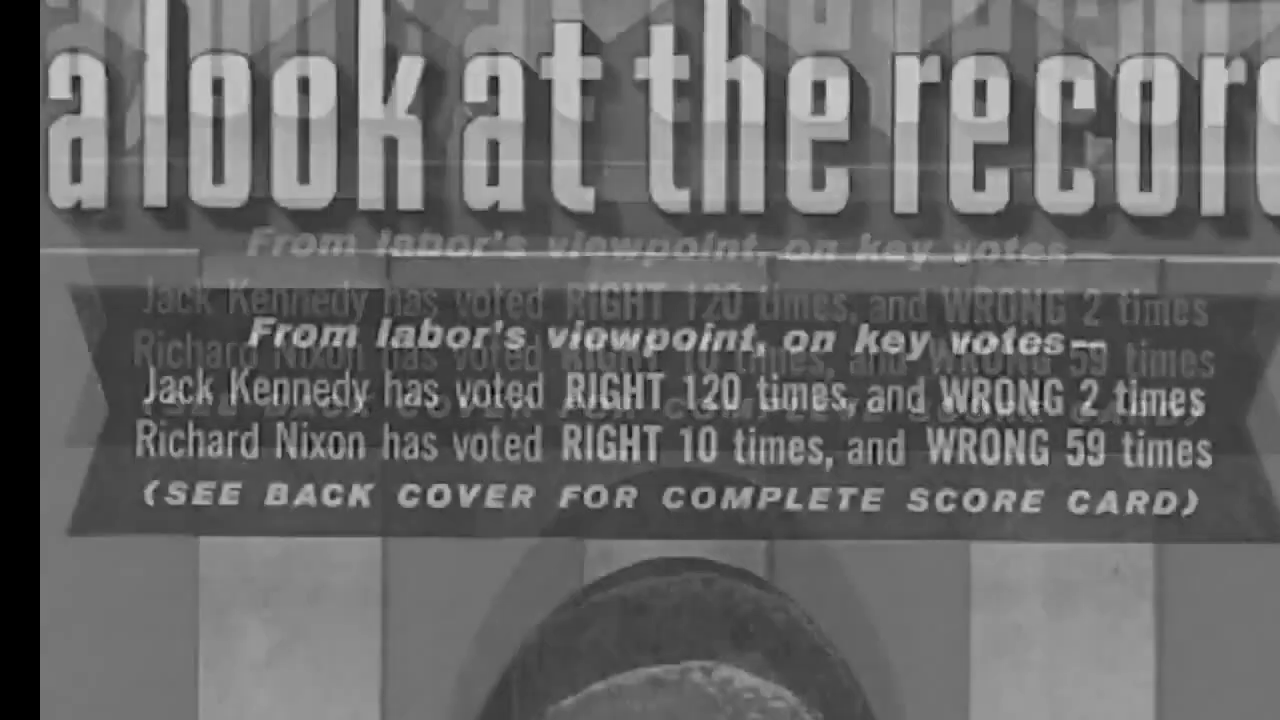 a look at the recor
From labor's viewpoint, on key votes—
Jack Kennedy has voted RIGHT 120 times, and WRONG 2 times
Richard Nixon has voted RIGHT 10 times, and WRONG 59 times
(SEE BACK COVER FOR COMPLETE SCORE CARD)